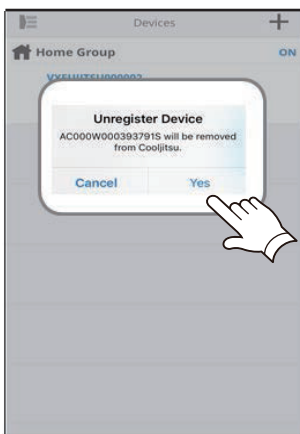 Devices
Home Group
ON
Unregister Device
AC000W000393791S will be removed
from Cooljitsu.
Cancel
Yes